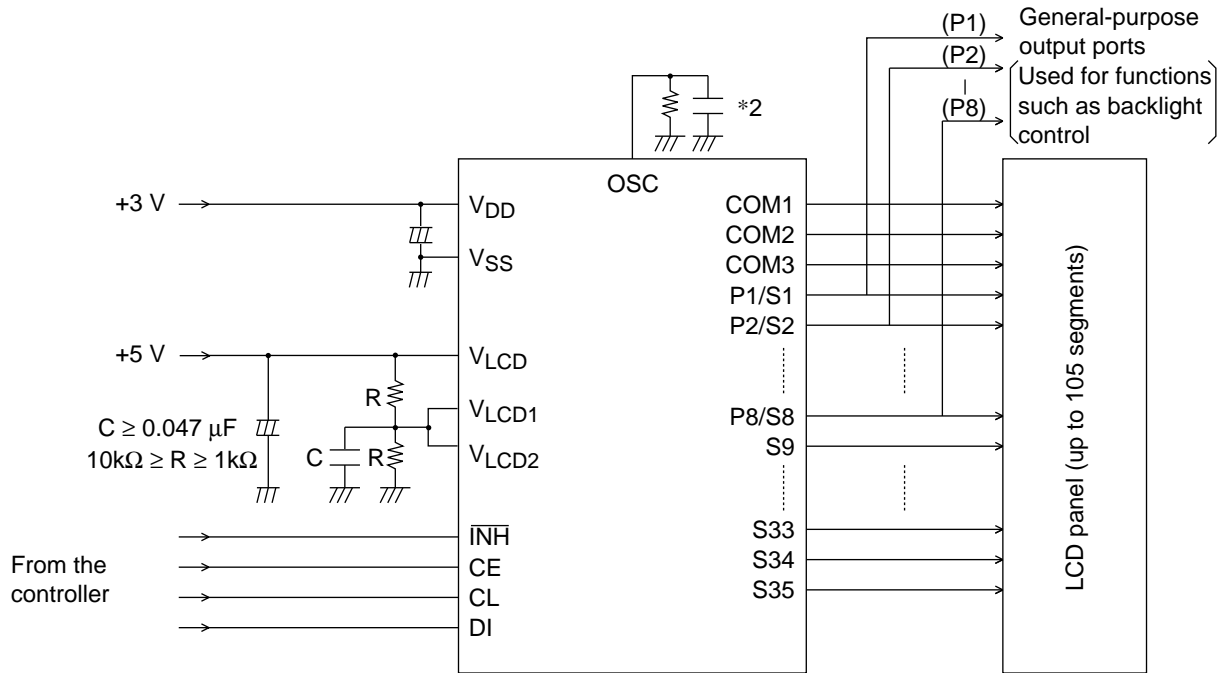 (P1)
(P2)
(P8)
General-purpose
output ports
Used for functions
such as backlight
control
*2
OSC
+3 V
VDD
VSS
+5 V
VLCD
VLCD1
VLCD2
R
C
R
C ≥ 0.047 μF
10kΩ ≥ R ≥ 1kΩ
From the
controller
INH
CE
CL
DI
COM1
COM2
COM3
P1/S1
P2/S2
P8/S8
S9
S33
S34
S35
LCD panel (up to 105 segments)